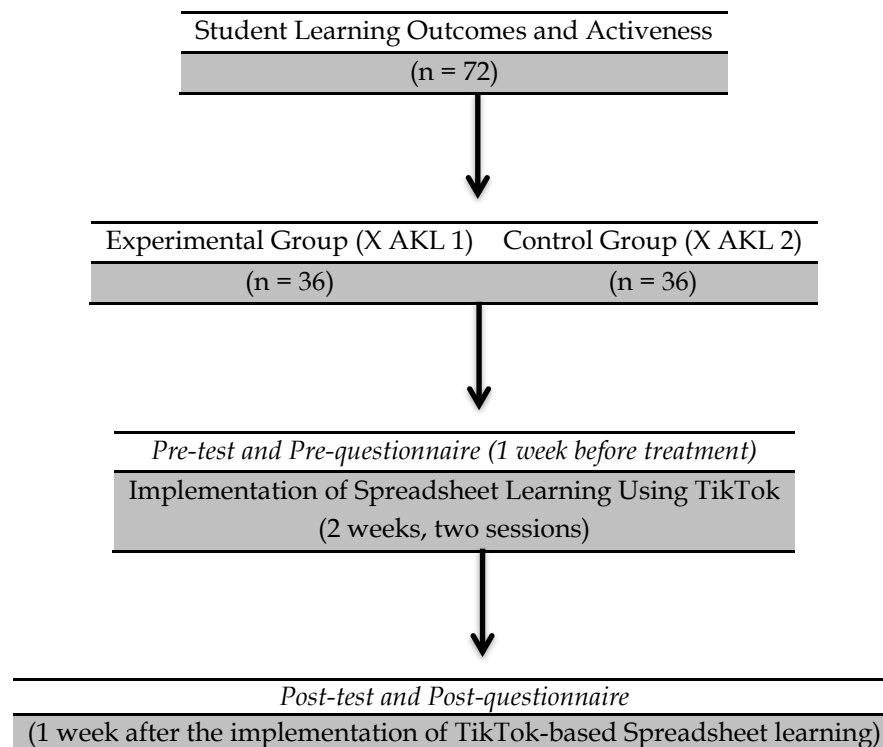 Student Learning Outcomes and Activeness
(n = 72)
Experimental Group (X AKL 1) Control Group (X AKL 2)
(n = 36) (n = 36)
Pre-test and Pre-questionnaire (1 week before treatment)
Implementation of Spreadsheet Learning Using TikTok
(2 weeks, two sessions)
Post-test and Post-questionnaire
(1 week after the implementation of TikTok-based Spreadsheet learning)